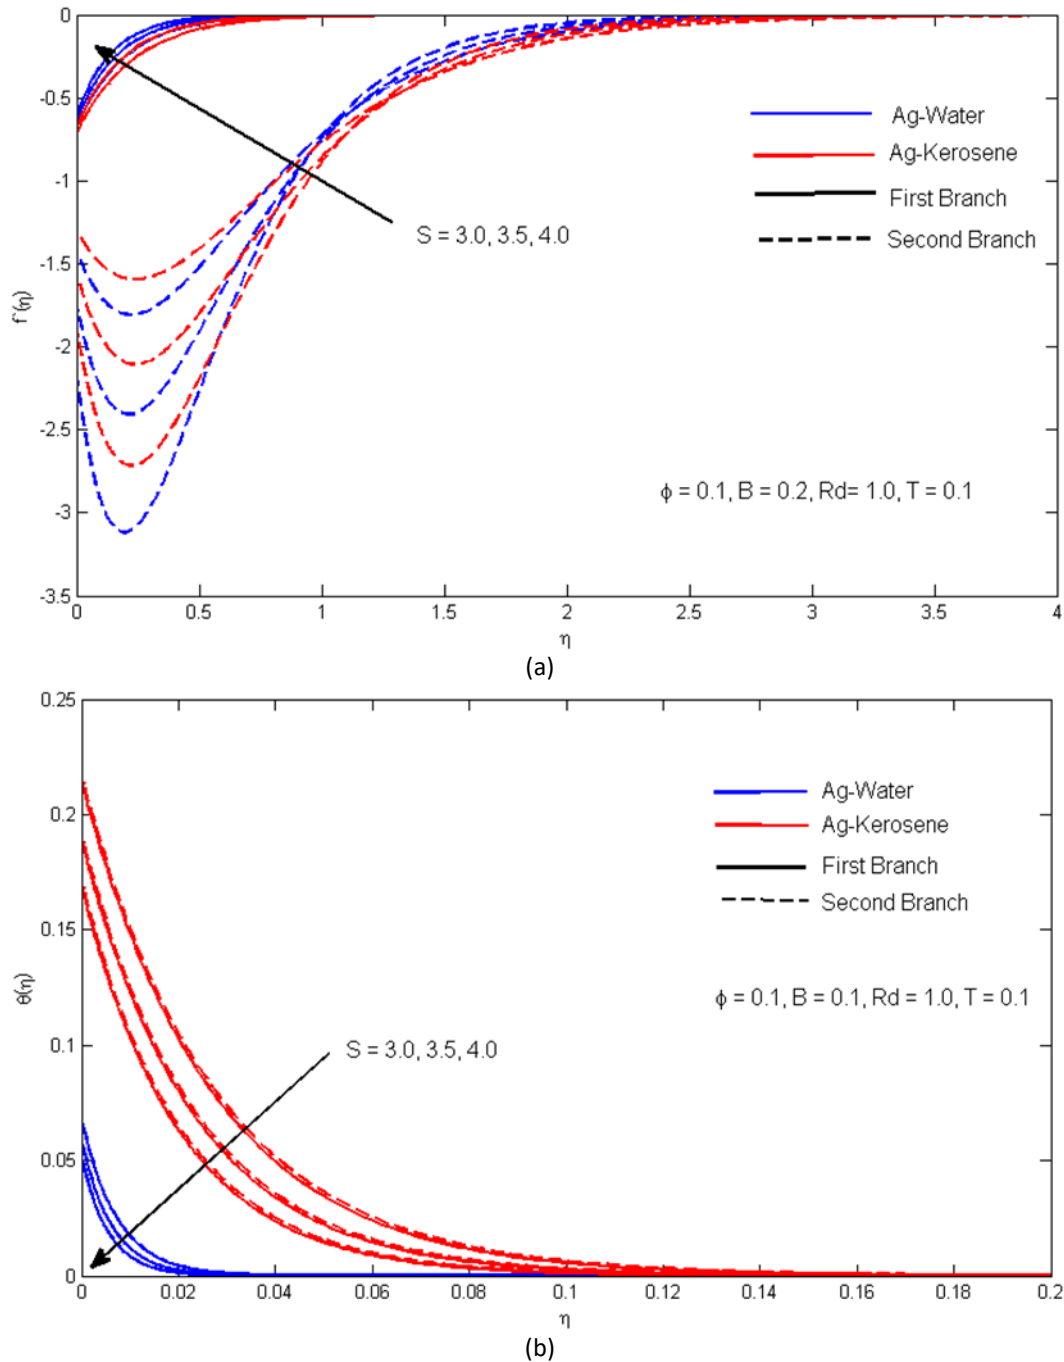 0
-0.5
-1
-1.5
-2
-2.5
-3
-3.5
f`(η)
Ag-Water
Ag-Kerosene
First Branch
Second Branch
S = 3.0, 3.5, 4.0
ϕ = 0.1, B = 0.2, Rd= 1.0, T = 0.1
0 0.5 1 1.5 2 2.5 3 3.5 4
η
(a)
0.25
0.2
0.15
0.1
0.05
0
θ(η)
Ag-Water
Ag-Kerosene
First Branch
Second Branch
ϕ = 0.1, B = 0.1, Rd = 1.0, T = 0.1
S = 3.0, 3.5, 4.0
0 0.02 0.04 0.06 0.08 0.1 0.12 0.14 0.16 0.18 0.2
η
(b)